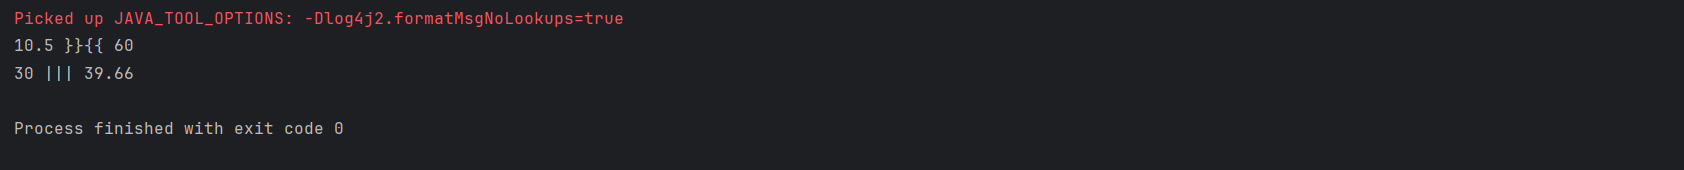 Picked up JAVA_TOOL_OPTIONS: -Dlog4j2.formatMsgNoLookups=true
10.5 }}{{ 60
30 ||| 39.66
Process finished with exit code 0